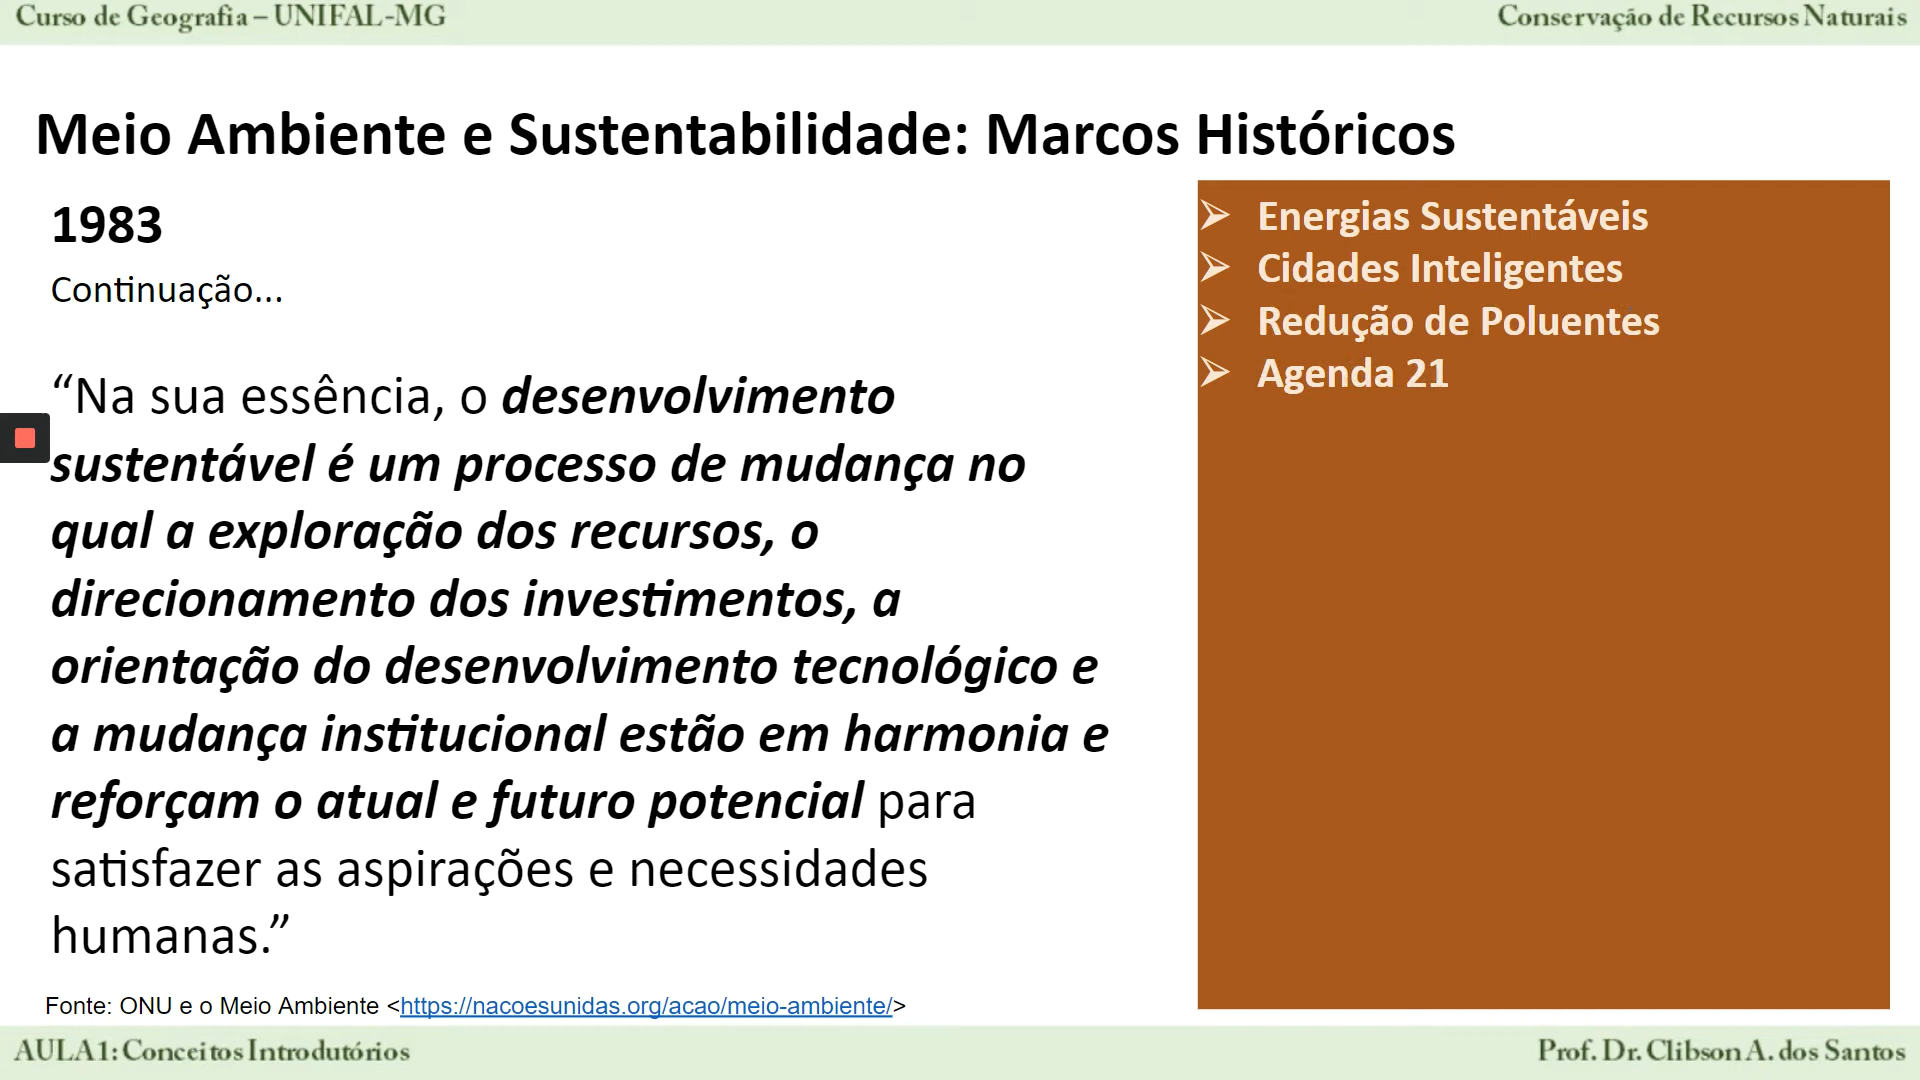 Curso de Geografia – UNIFAL-MG
Conservação de Recursos Naturais
Meio Ambiente e Sustentabilidade: Marcos Históricos
1983
Continuação...
“Na sua essência, o desenvolvimento
sustentável é um processo de mudança no
qual a exploração dos recursos, o
direcionamento dos investimentos, a
orientação do desenvolvimento tecnológico e
a mudança institucional estão em harmonia e
reforçam o atual e futuro potencial para
satisfazer as aspirações e necessidades
humanas.”
Fonte: ONU e o Meio Ambiente <https://nacoesunidas.org/acao/meio-ambiente/>
➢ Energias Sustentáveis
➢ Cidades Inteligentes
➢ Redução de Poluentes
➢ Agenda 21
AULA1: Conceitos Introdutórios
Prof. Dr. Clibson A. dos Santos